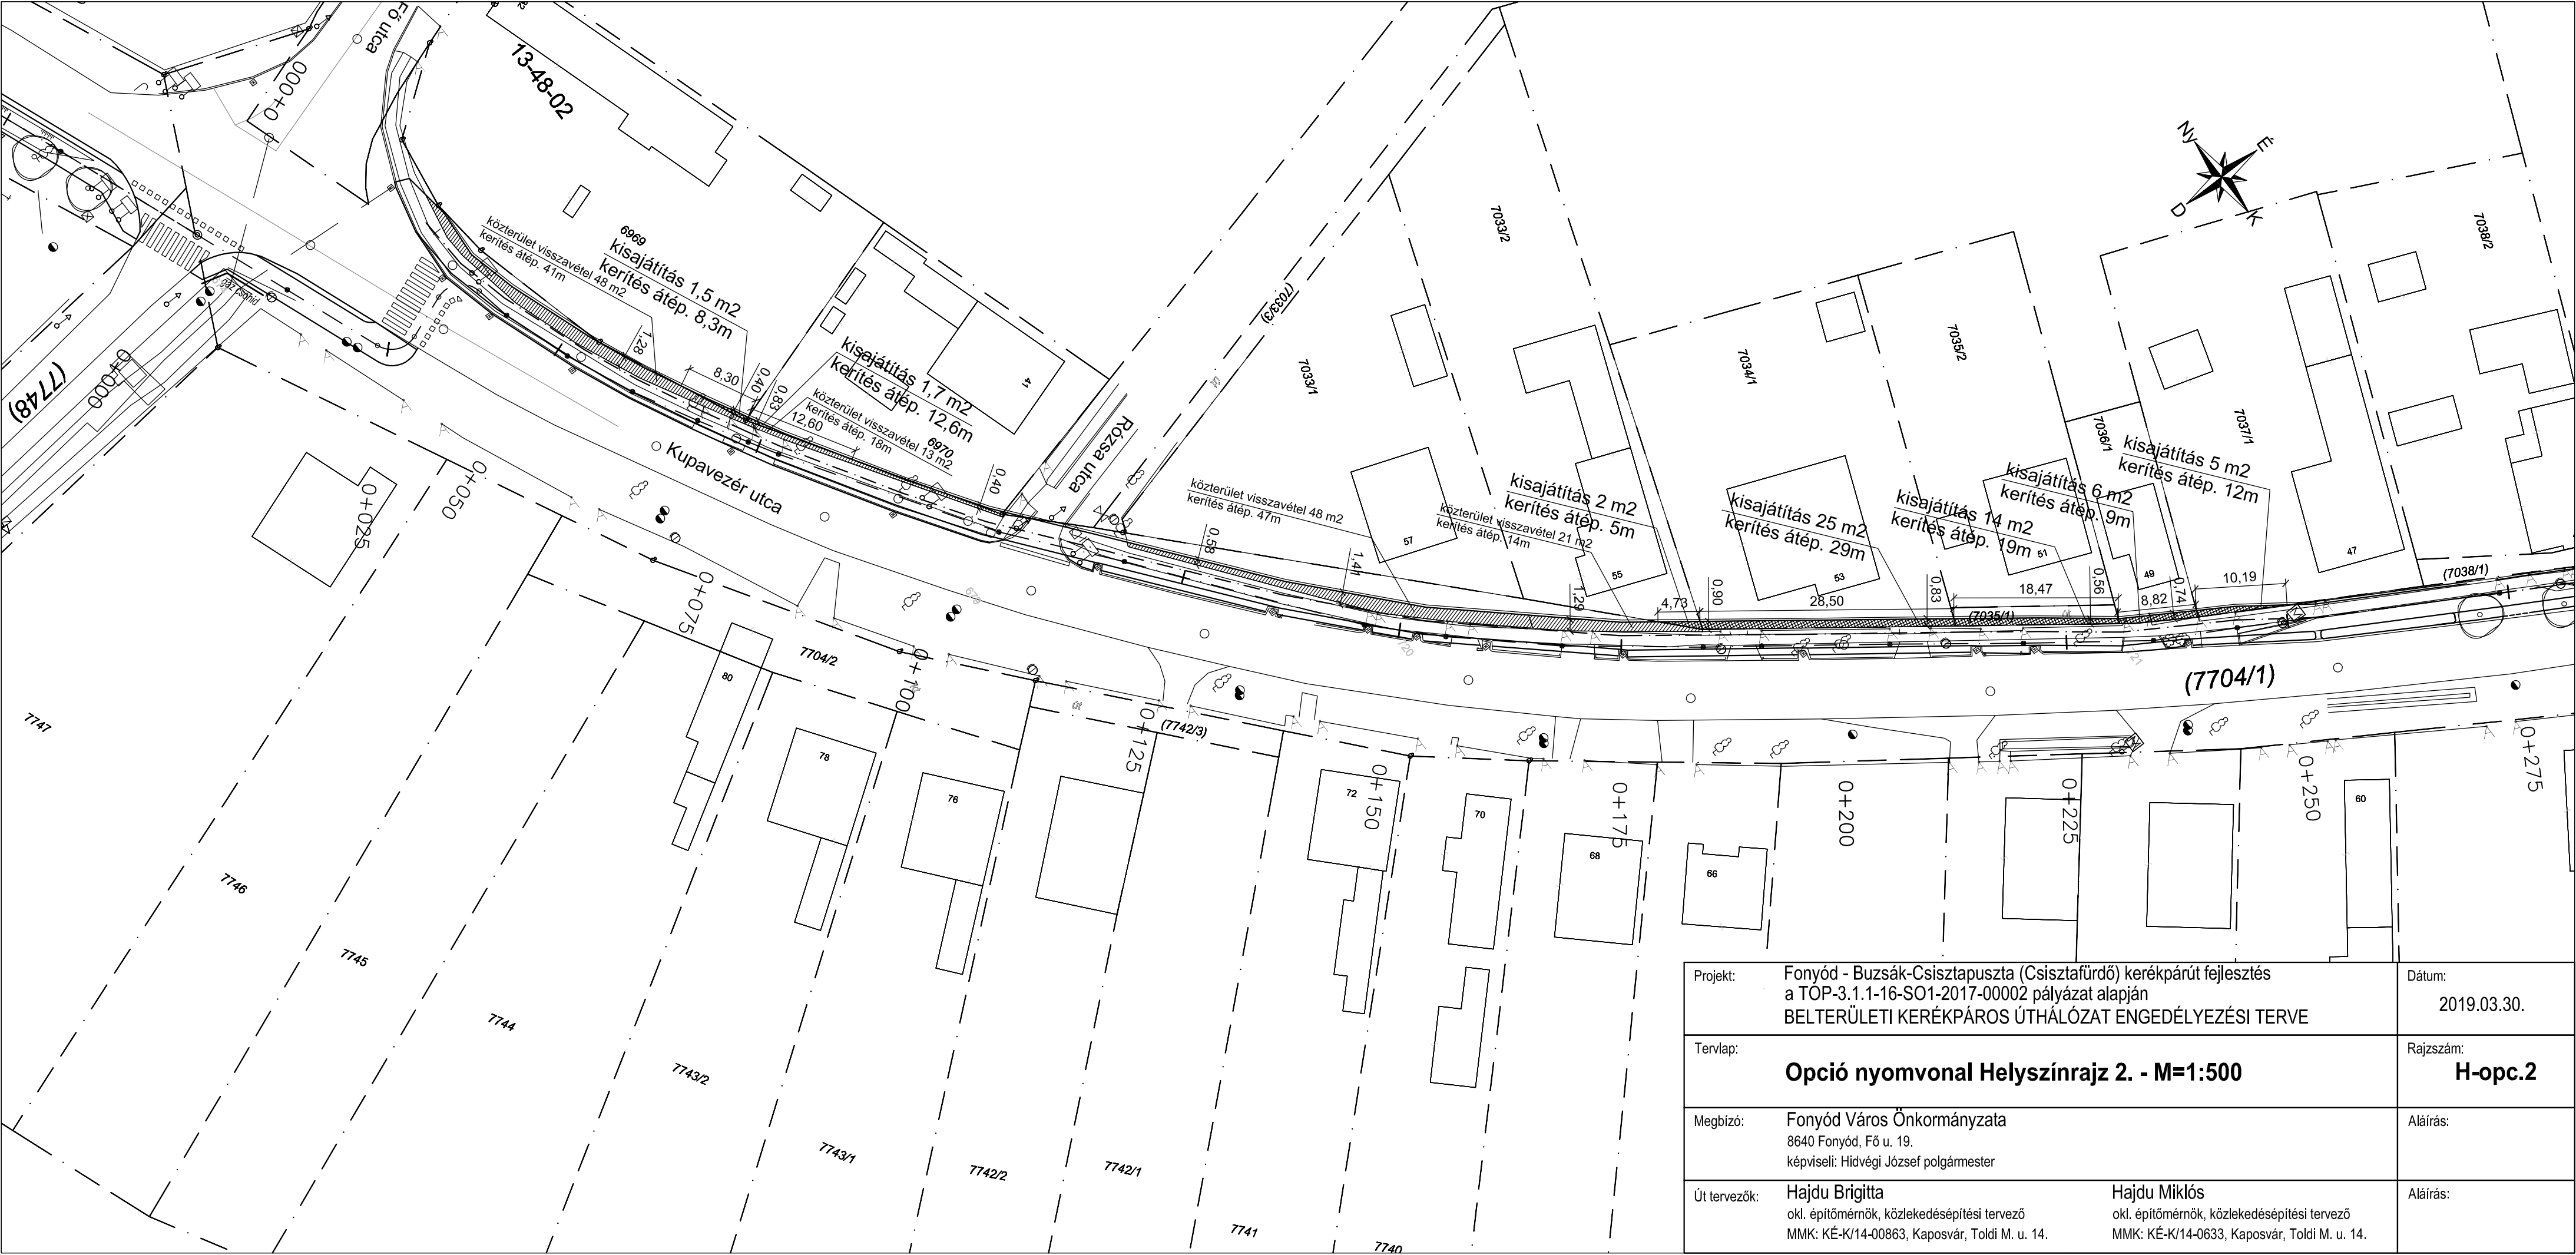 Fő utca
0+000
13-48-02
Ny
É
D
K
közterület visszavétel 48 m2
kerítés átép. 41m
6969
kisajátítás 1,5 m2
kerítés átép. 8,3m
1,28
8,30
0,40
0,83
kisajátítás 1,7 m2
kerítés átép. 12,6m
közterület visszavétel 13 m2
kerítés átép. 18m
12,60
6970
41
0,40
Rózsa utca
(7033/3)
út
Kupavezér utca
gáz zsomp
(7748)
0+000
0+025
0+050
0+075
0+100
0+125
0+150
0+175
0+200
0+225
0+250
0+275
7033/1
7033/2
7034/1
7035/2
7036/1
7037/1
7038/2
(7038/1)
(7035/1)
út
közterület visszavétel 48 m2
kerítés átép. 47m
0,58
1,41
57
közterület visszavétel 21 m2
kerítés átép. 14m
kisajátítás 2 m2
kerítés átép. 5m
55
1,29
4,73
0,90
kisajátítás 25 m2
kerítés átép. 29m
53
28,50
0,83
kisajátítás 14 m2
kerítés átép. 19m
51
18,47
0,56
kisajátítás 6 m2
kerítés átép. 9m
49
8,82
0,74
kisajátítás 5 m2
kerítés átép. 12m
10,19
47
120
121
679
(7704/1)
7704/2
(7742/3)
út
80
78
76
72
70
68
66
60
7747
7746
7745
7744
7743/2
7743/1
7742/2
7742/1
7741
7740
Projekt:
Fonyód - Buzsák-Csisztapuszta (Csisztafürdő) kerékpárút fejlesztés
a TOP-3.1.1-16-SO1-2017-00002 pályázat alapján
BELTERÜLETI KERÉKPÁROS ÚTHÁLÓZAT ENGEDÉLYEZÉSI TERVE
Dátum:
2019.03.30.
Tervlap:
Opció nyomvonal Helyszínrajz 2. - M=1:500
Rajzszám:
H-opc.2
Megbízó:
Fonyód Város Önkormányzata
8640 Fonyód, Fő u. 19.
képviseli: Hidvégi József polgármester
Aláírás:
Út tervezők:
Hajdu Brigitta
okl. építőmérnök, közlekedésépítési tervező
MMK: KÉ-K/14-00863, Kaposvár, Toldi M. u. 14.
Hajdu Miklós
okl. építőmérnök, közlekedésépítési tervező
MMK: KÉ-K/14-0633, Kaposvár, Toldi M. u. 14.
Aláírás: